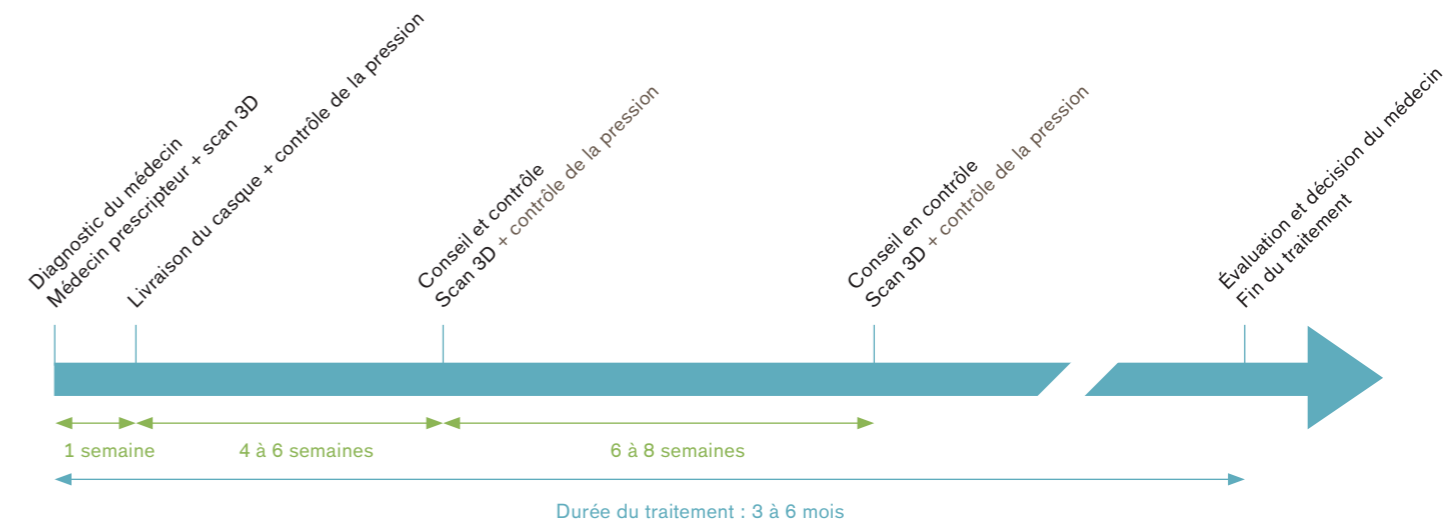 Diagnostic du médecin
Médecin prescripteur + scan 3D
Livraison du casque + contrôle de la pression
Conseil et contrôle
Scan 3D + contrôle de la pression
Conseil en contrôle
Scan 3D + contrôle de la pression
Évaluation et décision du médecin
Fin du traitement
1 semaine
4 à 6 semaines
6 à 8 semaines
Durée du traitement : 3 à 6 mois